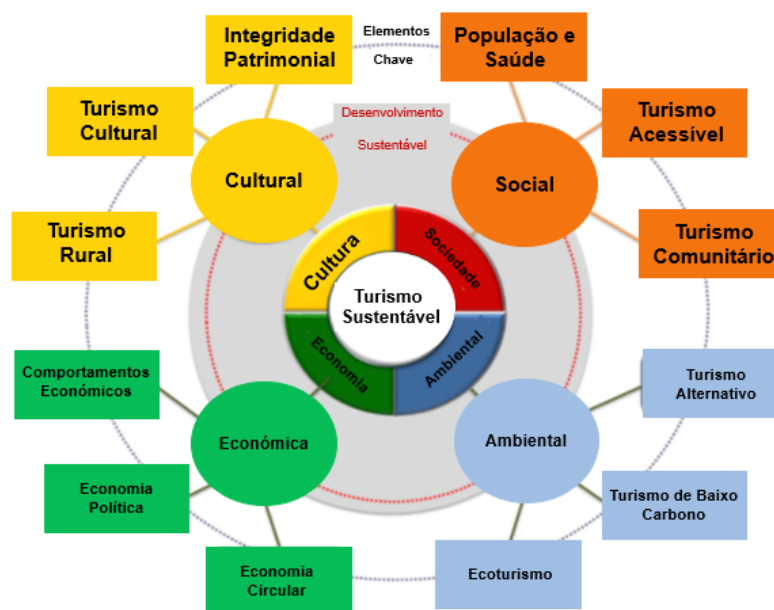 Elementos
Chave
Integridade
Patrimonial
População e
Saúde
Turismo
Cultural
Turismo
Acessível
Desenvolvimento
Sustentável
Cultural
Social
Turismo
Rural
Turismo
Comunitário
Cultura
Sociedade
Turismo
Sustentável
Economia
Ambiental
Comportamentos
Económicos
Turismo
Alternativo
Económica
Ambiental
Economia
Política
Turismo de Baixo
Carbono
Economia
Circular
Ecoturismo